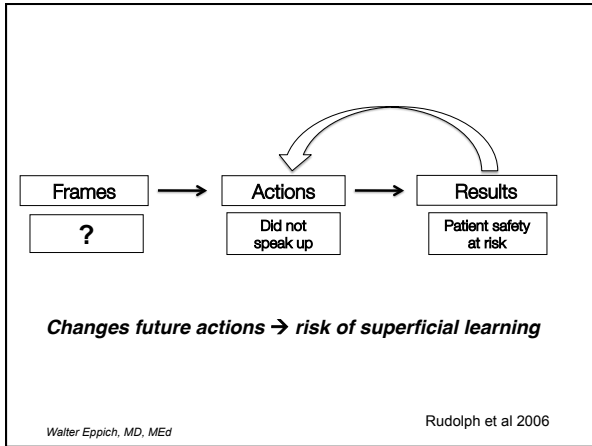 Frames
Actions
Results
?
Did not
speak up
Patient safety
at risk
Changes future actions → risk of superficial learning
Walter Eppich, MD, MEd
Rudolph et al 2006